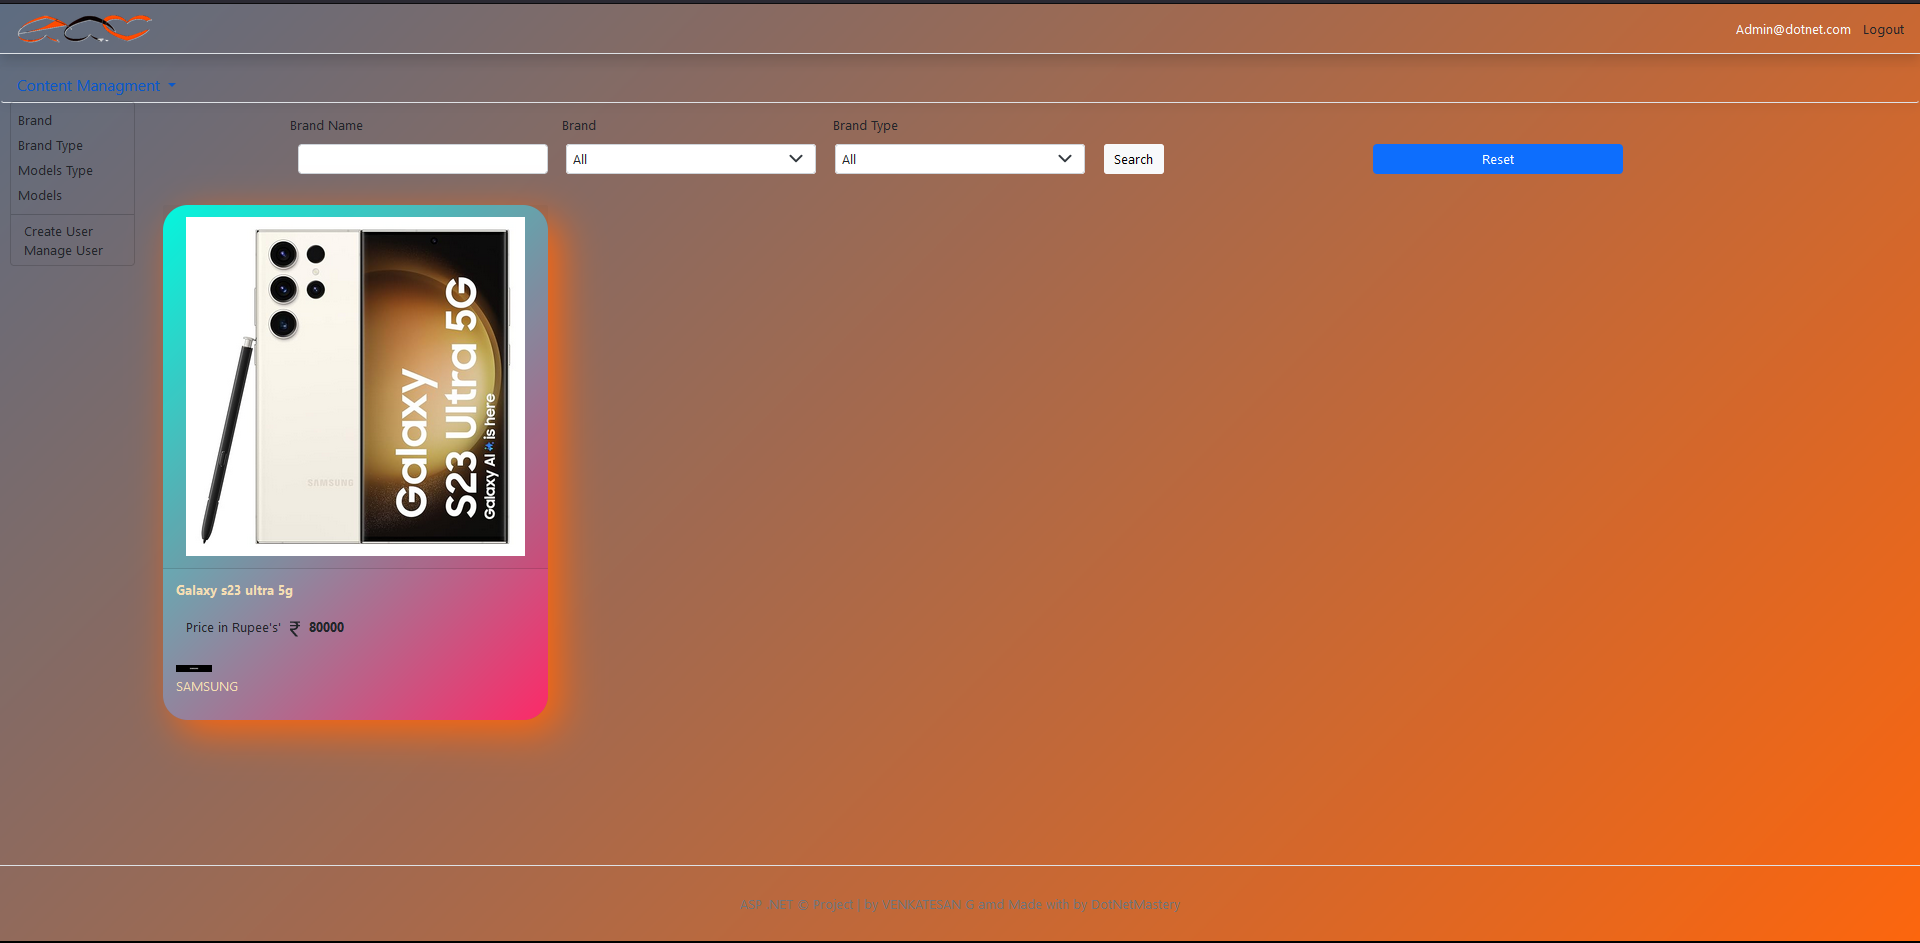 Admin@dotnet.com Logout
Content Managment
Brand
Brand Type
Models Type
Models
Create User
Manage User
Brand Name Brand Brand Type
All All Search Reset
Galaxy
S23 Ultra 5G
Galaxy AI is here
SAMSUNG
Galaxy s23 ultra 5g
Price in Rupee's' ₹ 80000
SAMSUNG
ASP .NET © Project | by VENKATESAN G amd Made with by DotNetMastery